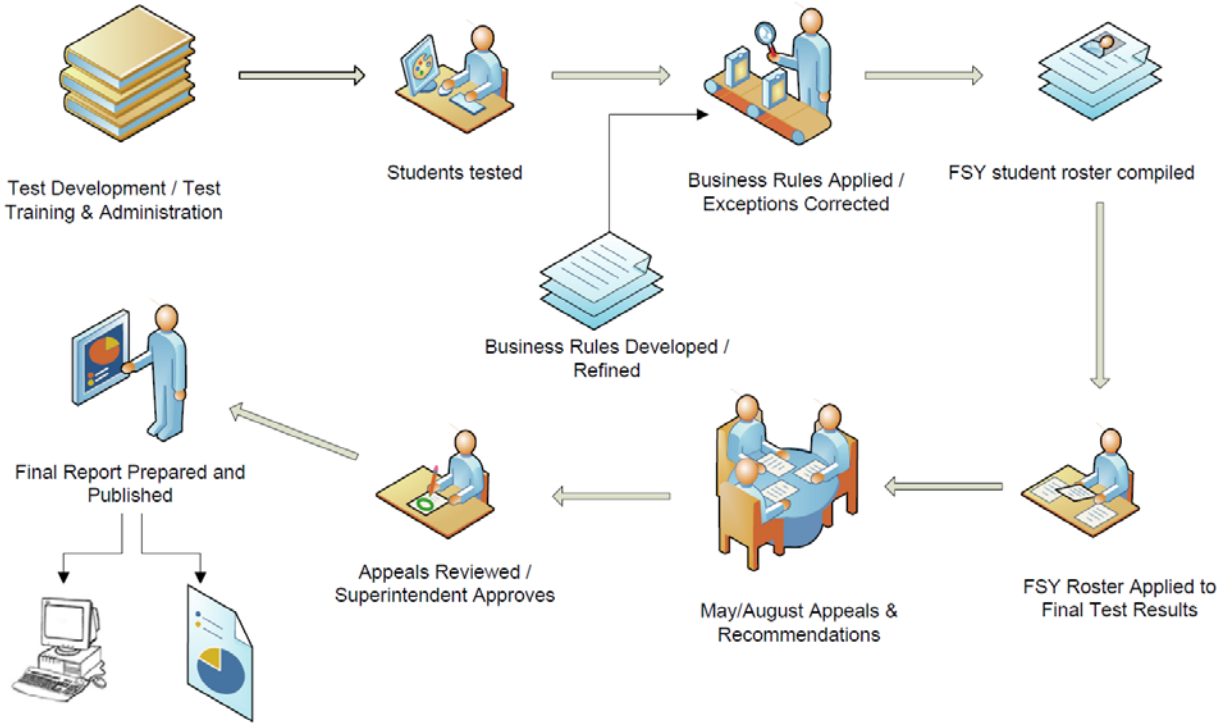 Test Development / Test
Training & Administration
Students tested
Business Rules Applied /
Exceptions Corrected
FSY student roster compiled
Business Rules Developed /
Refined
Final Report Prepared and
Published
Appeals Reviewed /
Superintendent Approves
May/August Appeals &
Recommendations
FSY Roster Applied to
Final Test Results